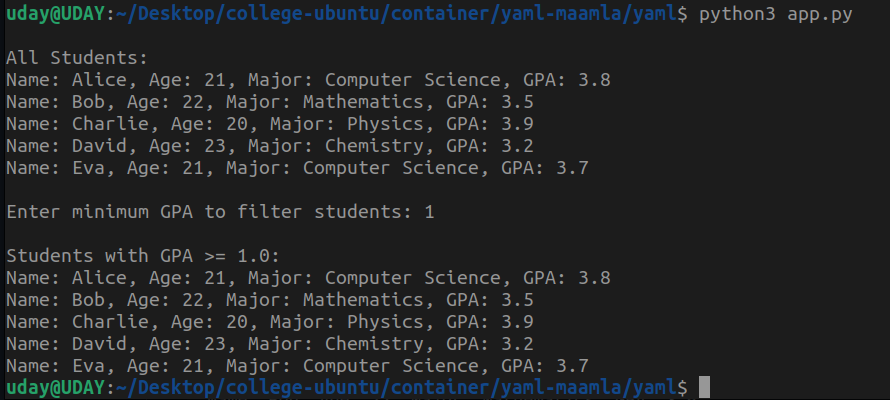 uday@UDAY:~/Desktop/college-ubuntu/container/yaml-maamla/yaml$ python3 app.py
All Students:
Name: Alice, Age: 21, Major: Computer Science, GPA: 3.8
Name: Bob, Age: 22, Major: Mathematics, GPA: 3.5
Name: Charlie, Age: 20, Major: Physics, GPA: 3.9
Name: David, Age: 23, Major: Chemistry, GPA: 3.2
Name: Eva, Age: 21, Major: Computer Science, GPA: 3.7
Enter minimum GPA to filter students: 1
Students with GPA >= 1.0:
Name: Alice, Age: 21, Major: Computer Science, GPA: 3.8
Name: Bob, Age: 22, Major: Mathematics, GPA: 3.5
Name: Charlie, Age: 20, Major: Physics, GPA: 3.9
Name: David, Age: 23, Major: Chemistry, GPA: 3.2
Name: Eva, Age: 21, Major: Computer Science, GPA: 3.7
uday@UDAY:~/Desktop/college-ubuntu/container/yaml-maamla/yaml$